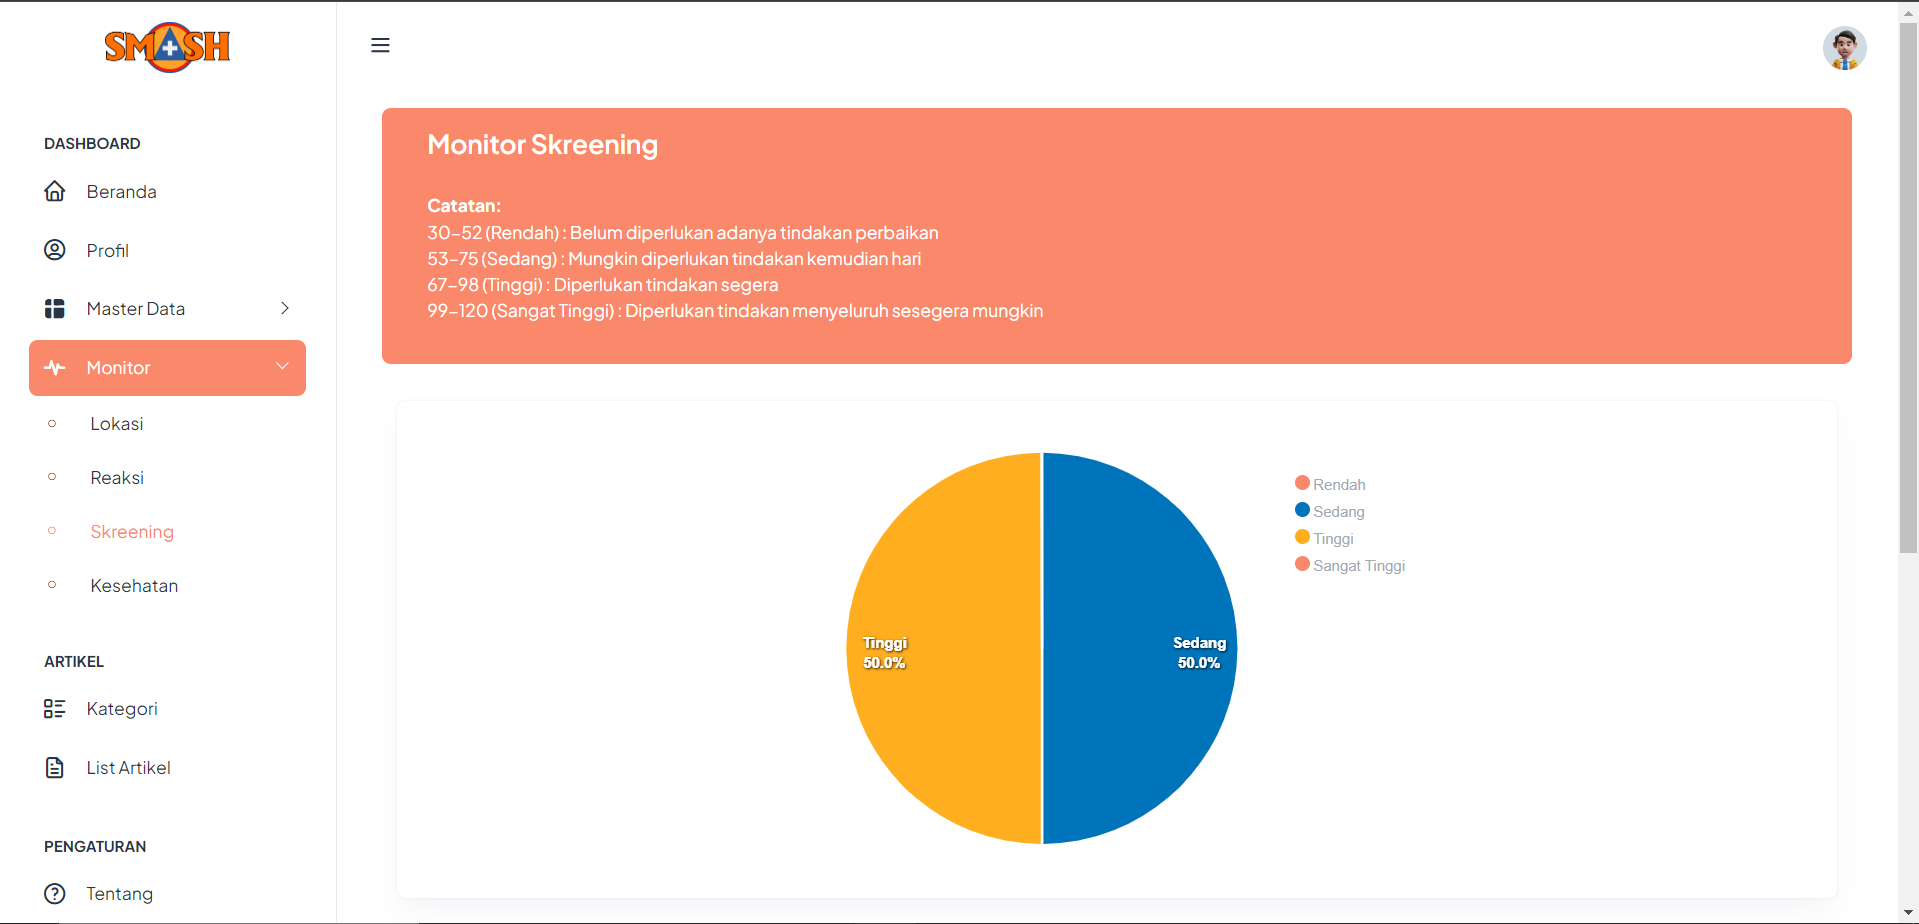 SMASH
DASHBOARD
Beranda
Profil
Master Data
Monitor
Lokasi
Reaksi
Skreening
Kesehatan
ARTIKEL
Kategori
List Artikel
PENGATURAN
Tentang
Monitor Skreening
Catatan:
30-52 (Rendah) : Belum diperlukan adanya tindakan perbaikan
53-75 (Sedang) : Mungkin diperlukan tindakan kemudian hari
67-98 (Tinggi) : Diperlukan tindakan segera
99-120 (Sangat Tinggi) : Diperlukan tindakan menyeluruh sesegera mungkin
Tinggi
50.0%
Sedang
50.0%
Rendah
Sedang
Tinggi
Sangat Tinggi